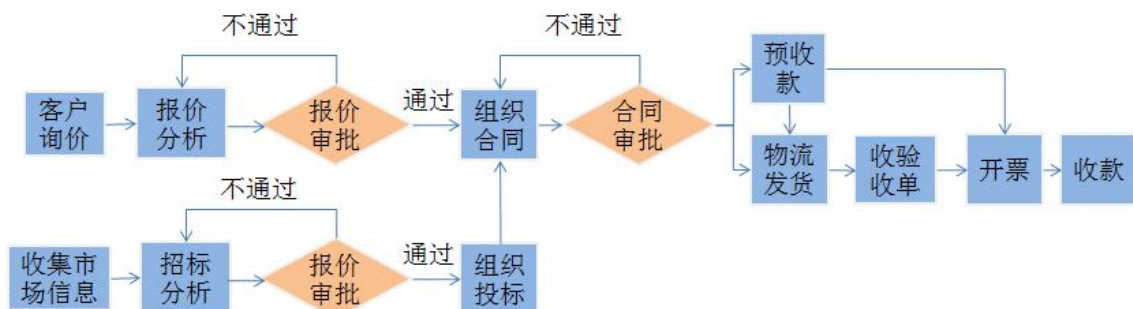 不通过
不通过
客户
询价
报价
分析
报价
审批
通过
组织
合同
合同
审批
预收
款
物流
发货
收验
收单
开票
收款
不通过
收集市
场信息
招标
分析
报价
审批
通过
组织
投标